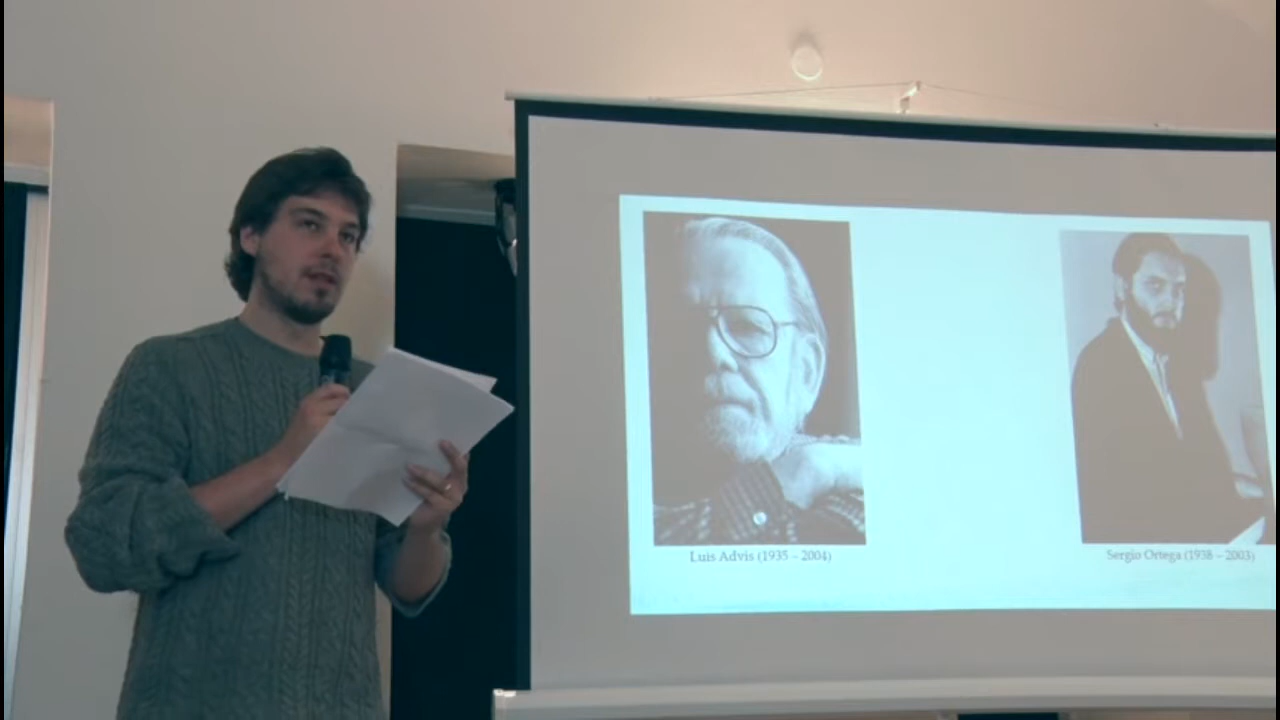 Luis Advis (1935 – 2004)
Sergio Ortega (1938 – 2003)